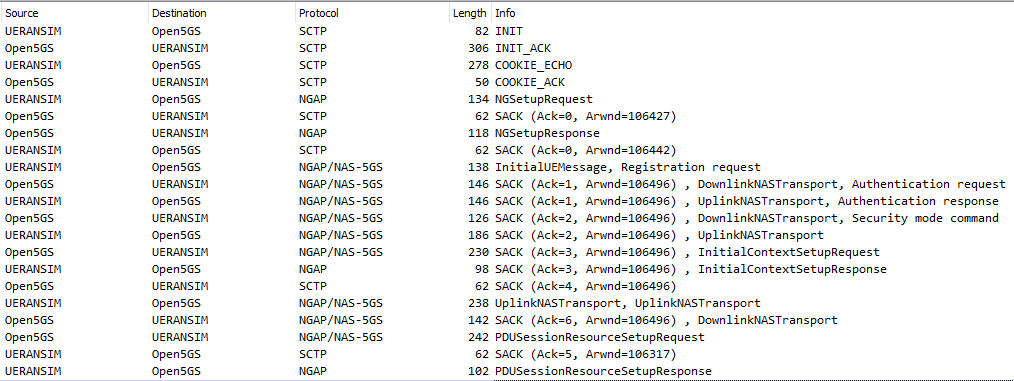 Source Destination Protocol Length Info
UERANSIM Open5GS SCTP 82 INIT
Open5GS UERANSIM SCTP 306 INIT_ACK
UERANSIM Open5GS SCTP 278 COOKIE_ECHO
Open5GS UERANSIM SCTP 50 COOKIE_ACK
UERANSIM Open5GS NGAP 134 NGSetupRequest
Open5GS UERANSIM SCTP 62 SACK (Ack=0, Arwnd=106427)
Open5GS UERANSIM NGAP 118 NGSetupResponse
UERANSIM Open5GS SCTP 62 SACK (Ack=0, Arwnd=106442)
UERANSIM Open5GS NGAP/NAS-5GS 138 InitialUEMessage, Registration request
Open5GS UERANSIM NGAP/NAS-5GS 146 SACK (Ack=1, Arwnd=106496) , DownlinkNASTransport, Authentication request
UERANSIM Open5GS NGAP/NAS-5GS 146 SACK (Ack=1, Arwnd=106496) , UplinkNASTransport, Authentication response
Open5GS UERANSIM NGAP/NAS-5GS 126 SACK (Ack=2, Arwnd=106496) , DownlinkNASTransport, Security mode command
UERANSIM Open5GS NGAP/NAS-5GS 186 SACK (Ack=2, Arwnd=106496) , UplinkNASTransport
Open5GS UERANSIM NGAP/NAS-5GS 230 SACK (Ack=3, Arwnd=106496) , InitialContextSetupRequest
UERANSIM Open5GS NGAP 98 SACK (Ack=3, Arwnd=106496) , InitialContextSetupResponse
Open5GS UERANSIM SCTP 62 SACK (Ack=4, Arwnd=106496)
UERANSIM Open5GS NGAP/NAS-5GS 238 UplinkNASTransport, UplinkNASTransport
Open5GS UERANSIM NGAP/NAS-5GS 142 SACK (Ack=6, Arwnd=106496) , DownlinkNASTransport
Open5GS UERANSIM NGAP/NAS-5GS 242 PDUSessionResourceSetupRequest
UERANSIM Open5GS SCTP 62 SACK (Ack=5, Arwnd=106317)
UERANSIM Open5GS NGAP 102 PDUSessionResourceSetupResponse